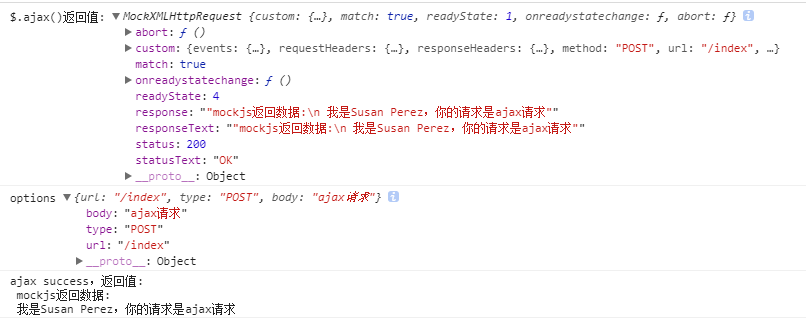 $.ajax()返回值: ▼MockXMLHttpRequest {custom: {…}, match: true, readyState: 1, onreadystatechange: ƒ, abort: ƒ} i
▶abort: ƒ ()
▶custom: {events: {…}, requestHeaders: {…}, responseHeaders: {…}, method: "POST", url: "/index", …}
match: true
▶onreadystatechange: ƒ ()
readyState: 4
response: ""mockjs返回数据:\n 我是Susan Perez，你的请求是ajax请求""
responseText: ""mockjs返回数据:\n 我是Susan Perez，你的请求是ajax请求""
status: 200
statusText: "OK"
▶__proto__: Object
options ▼{url: "/index", type: "POST", body: "ajax请求"} i
body: "ajax请求"
type: "POST"
url: "/index"
▶__proto__: Object
ajax success，返回值:
mockjs返回数据:
我是Susan Perez，你的请求是ajax请求